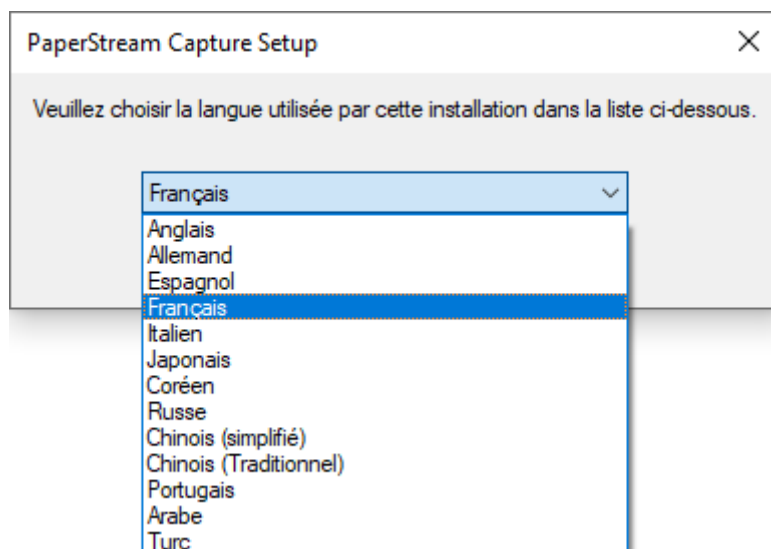 PaperStream Capture Setup
Veuillez choisir la langue utilisée par cette installation dans la liste ci-dessous.
Français
Anglais
Allemand
Espagnol
Français
Italien
Japonais
Coréen
Russe
Chinois (simplifié)
Chinois (Traditionnel)
Portugais
Arabe
Turc